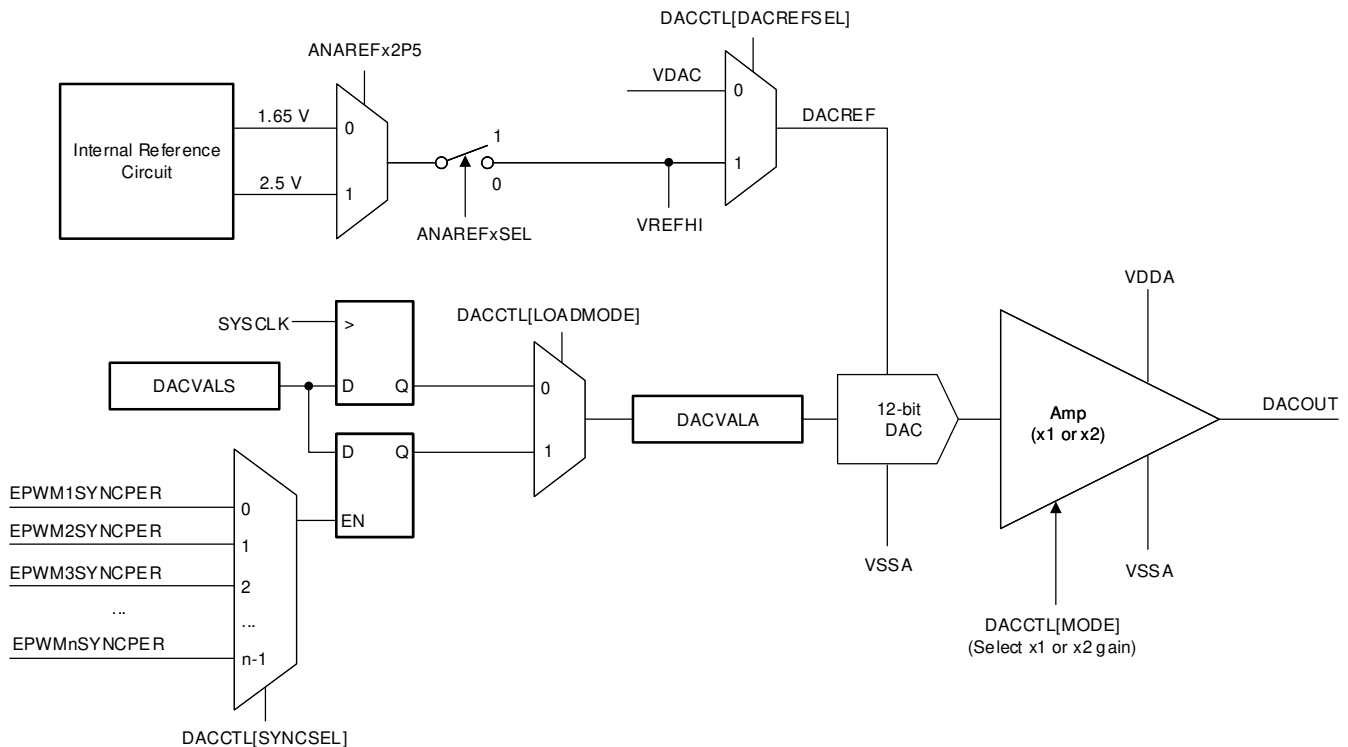 DACCTL[DACREFSEL]
ANAREFx2P5
VDAC
0
DACREF
Internal Reference
Circuit
1.65 V
0
2.5 V
1
1
0
1
ANAREFxSEL
VREFHI
VDDA
SYSCLK
>
DACCTL[LOADMODE]
DACVALS
D
Q
0
DACVALA
12-bit
DAC
Amp
(x1 or x2)
DACOUT
D
Q
1
EN
EPWM1SYNCPER
0
EPWM2SYNCPER
1
EPWM3SYNCPER
2
...
...
EPWMnSYNCPER
n-1
VSSA
VSSA
DACCTL[MODE]
(Select x1 or x2 gain)
DACCTL[SYNCSEL]